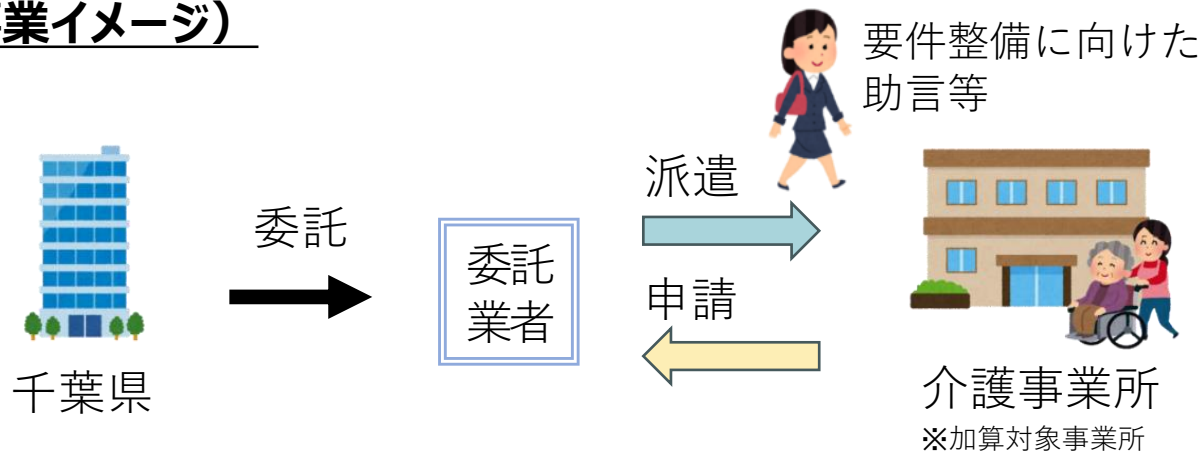 業イメージ)
要件整備に向けた
助言等
派遣
委託
委託
業者
申請
千葉県
介護事業所
※加算対象事業所